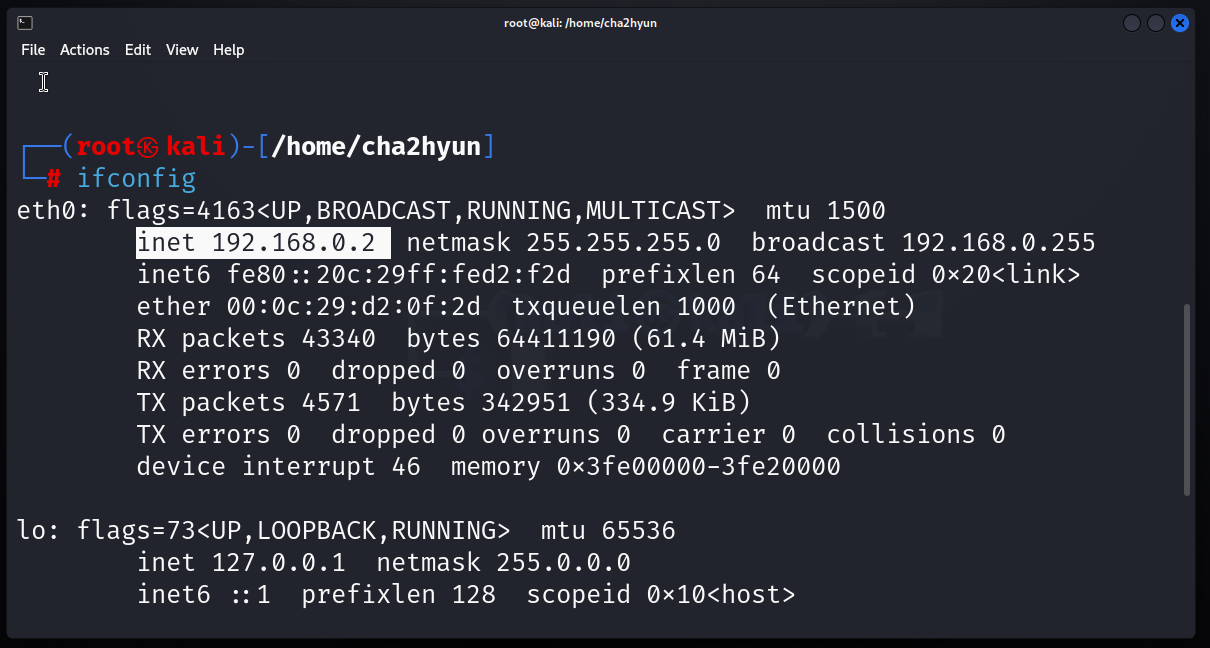 root@kali: /home/cha2hyun
File Actions Edit View Help
┌──(root㉿kali)-[/home/cha2hyun]
└─# ifconfig
eth0: flags=4163<UP,BROADCAST,RUNNING,MULTICAST>  mtu 1500
        inet 192.168.0.2  netmask 255.255.255.0  broadcast 192.168.0.255
        inet6 fe80::20c:29ff:fed2:f2d  prefixlen 64  scopeid 0x20<link>
        ether 00:0c:29:d2:0f:2d  txqueuelen 1000  (Ethernet)
        RX packets 43340  bytes 64411190 (61.4 MiB)
        RX errors 0  dropped 0  overruns 0  frame 0
        TX packets 4571  bytes 342951 (334.9 KiB)
        TX errors 0  dropped 0 overruns 0  carrier 0  collisions 0
        device interrupt 46  memory 0x3fe00000-3fe20000
lo: flags=73<UP,LOOPBACK,RUNNING>  mtu 65536
        inet 127.0.0.1  netmask 255.0.0.0
        inet6 ::1  prefixlen 128  scopeid 0x10<host>